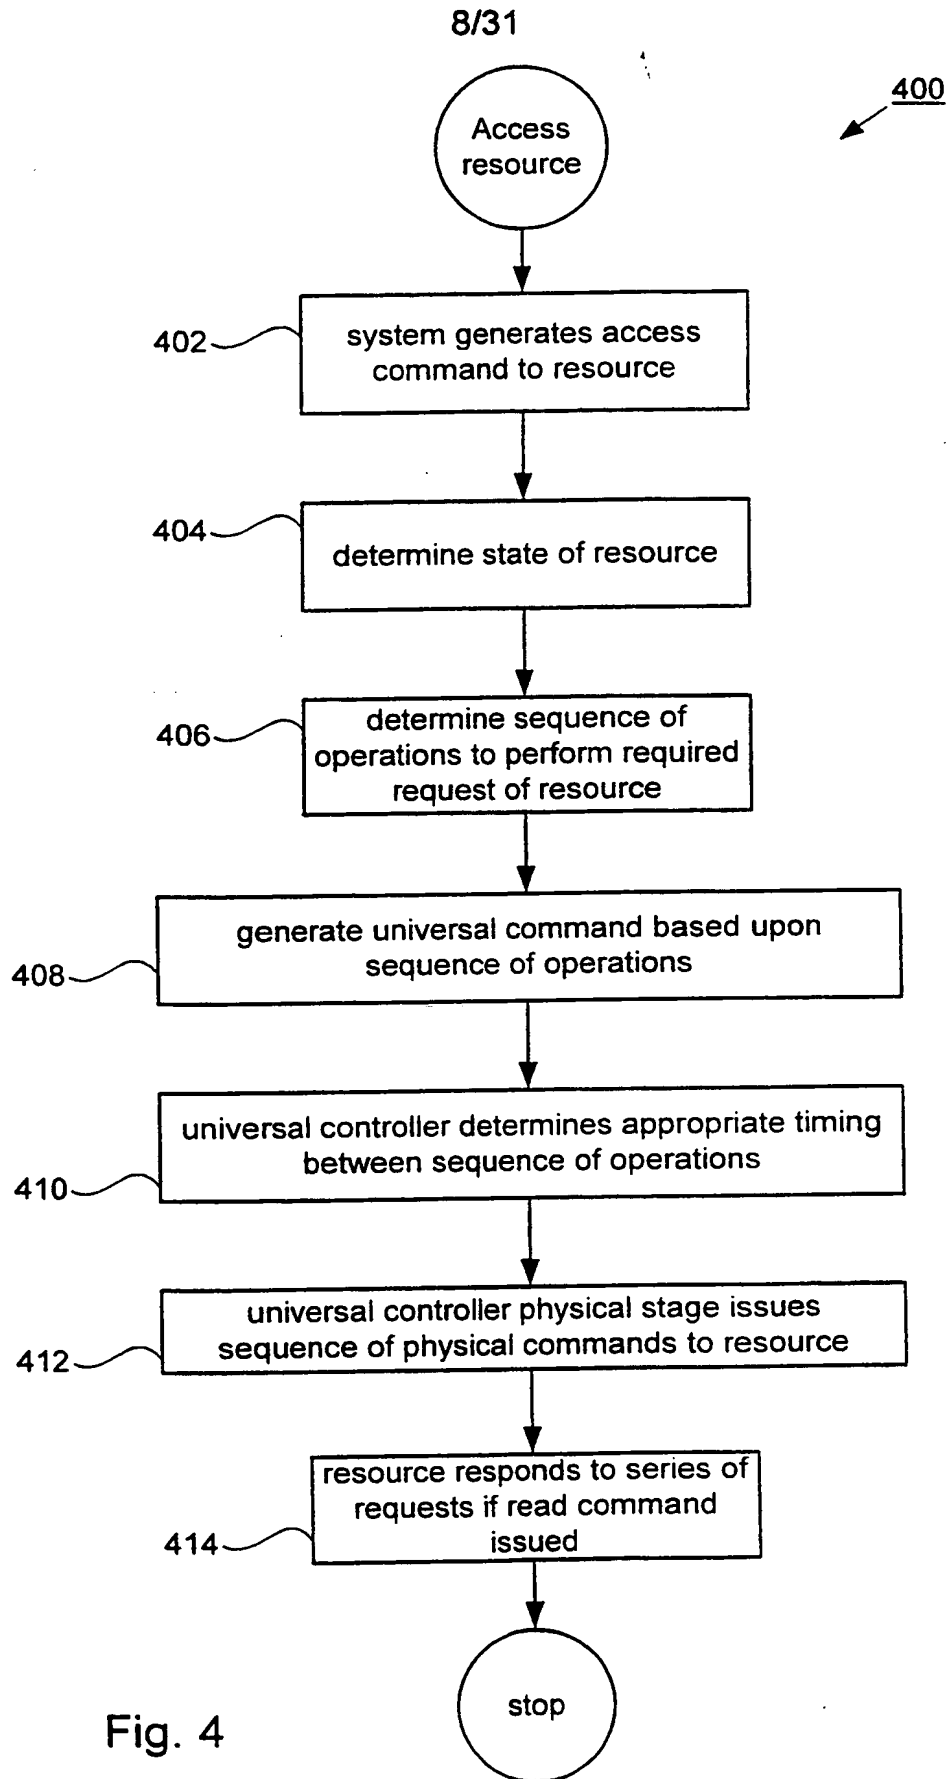 8/31
400
Access
resource
402
system generates access
command to resource
404
determine state of resource
406
determine sequence of
operations to perform required
request of resource
408
generate universal command based upon
sequence of operations
410
universal controller determines appropriate timing
between sequence of operations
412
universal controller physical stage issues
sequence of physical commands to resource
414
resource responds to series of
requests if read command
issued
stop
Fig. 4